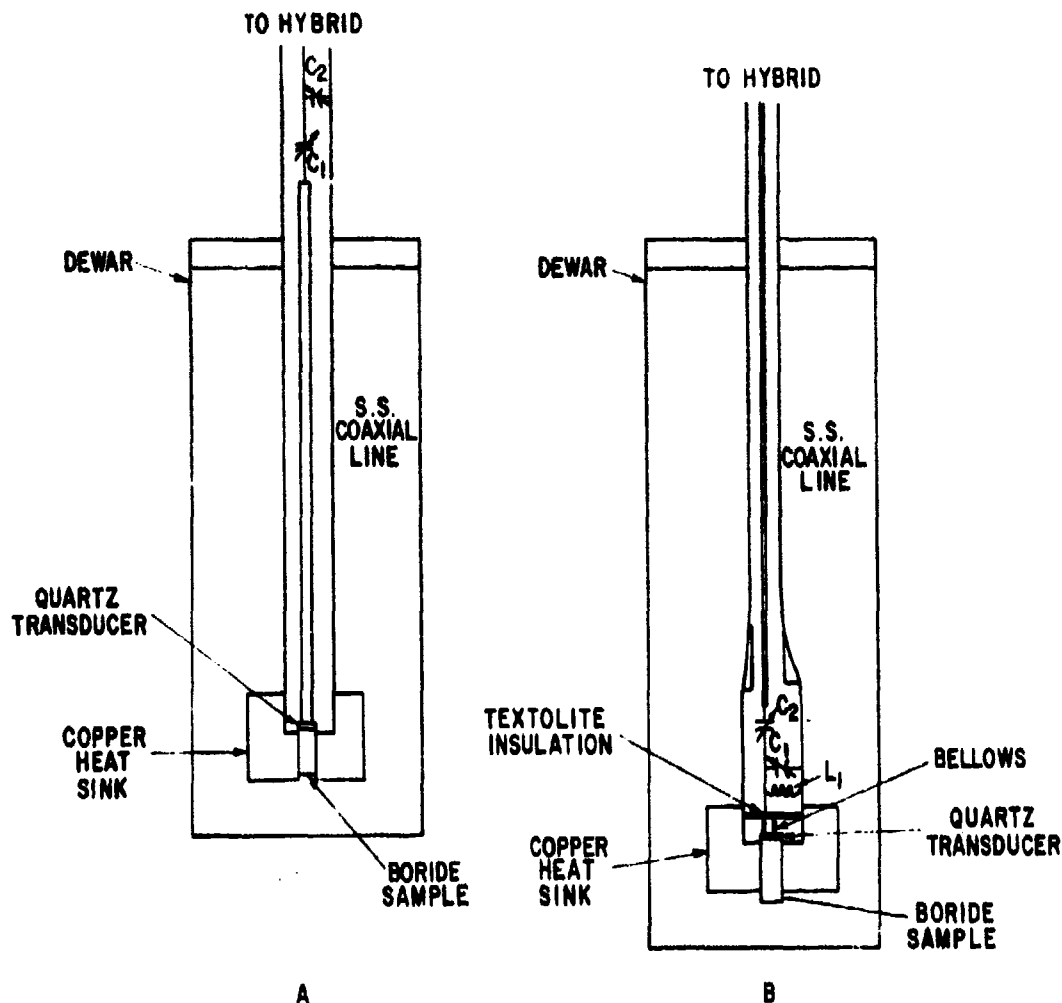 TO HYBRID
C2
C1
DEWAR
S.S.
COAXIAL
LINE
QUARTZ
TRANSDUCER
COPPER
HEAT
SINK
BORIDE
SAMPLE
A
TO HYBRID
DEWAR
S.S.
COAXIAL
LINE
C2
TEXTOLITE
INSULATION
C1
L1
BELLOWS
QUARTZ
TRANSDUCER
COPPER
HEAT
SINK
BORIDE
SAMPLE
B